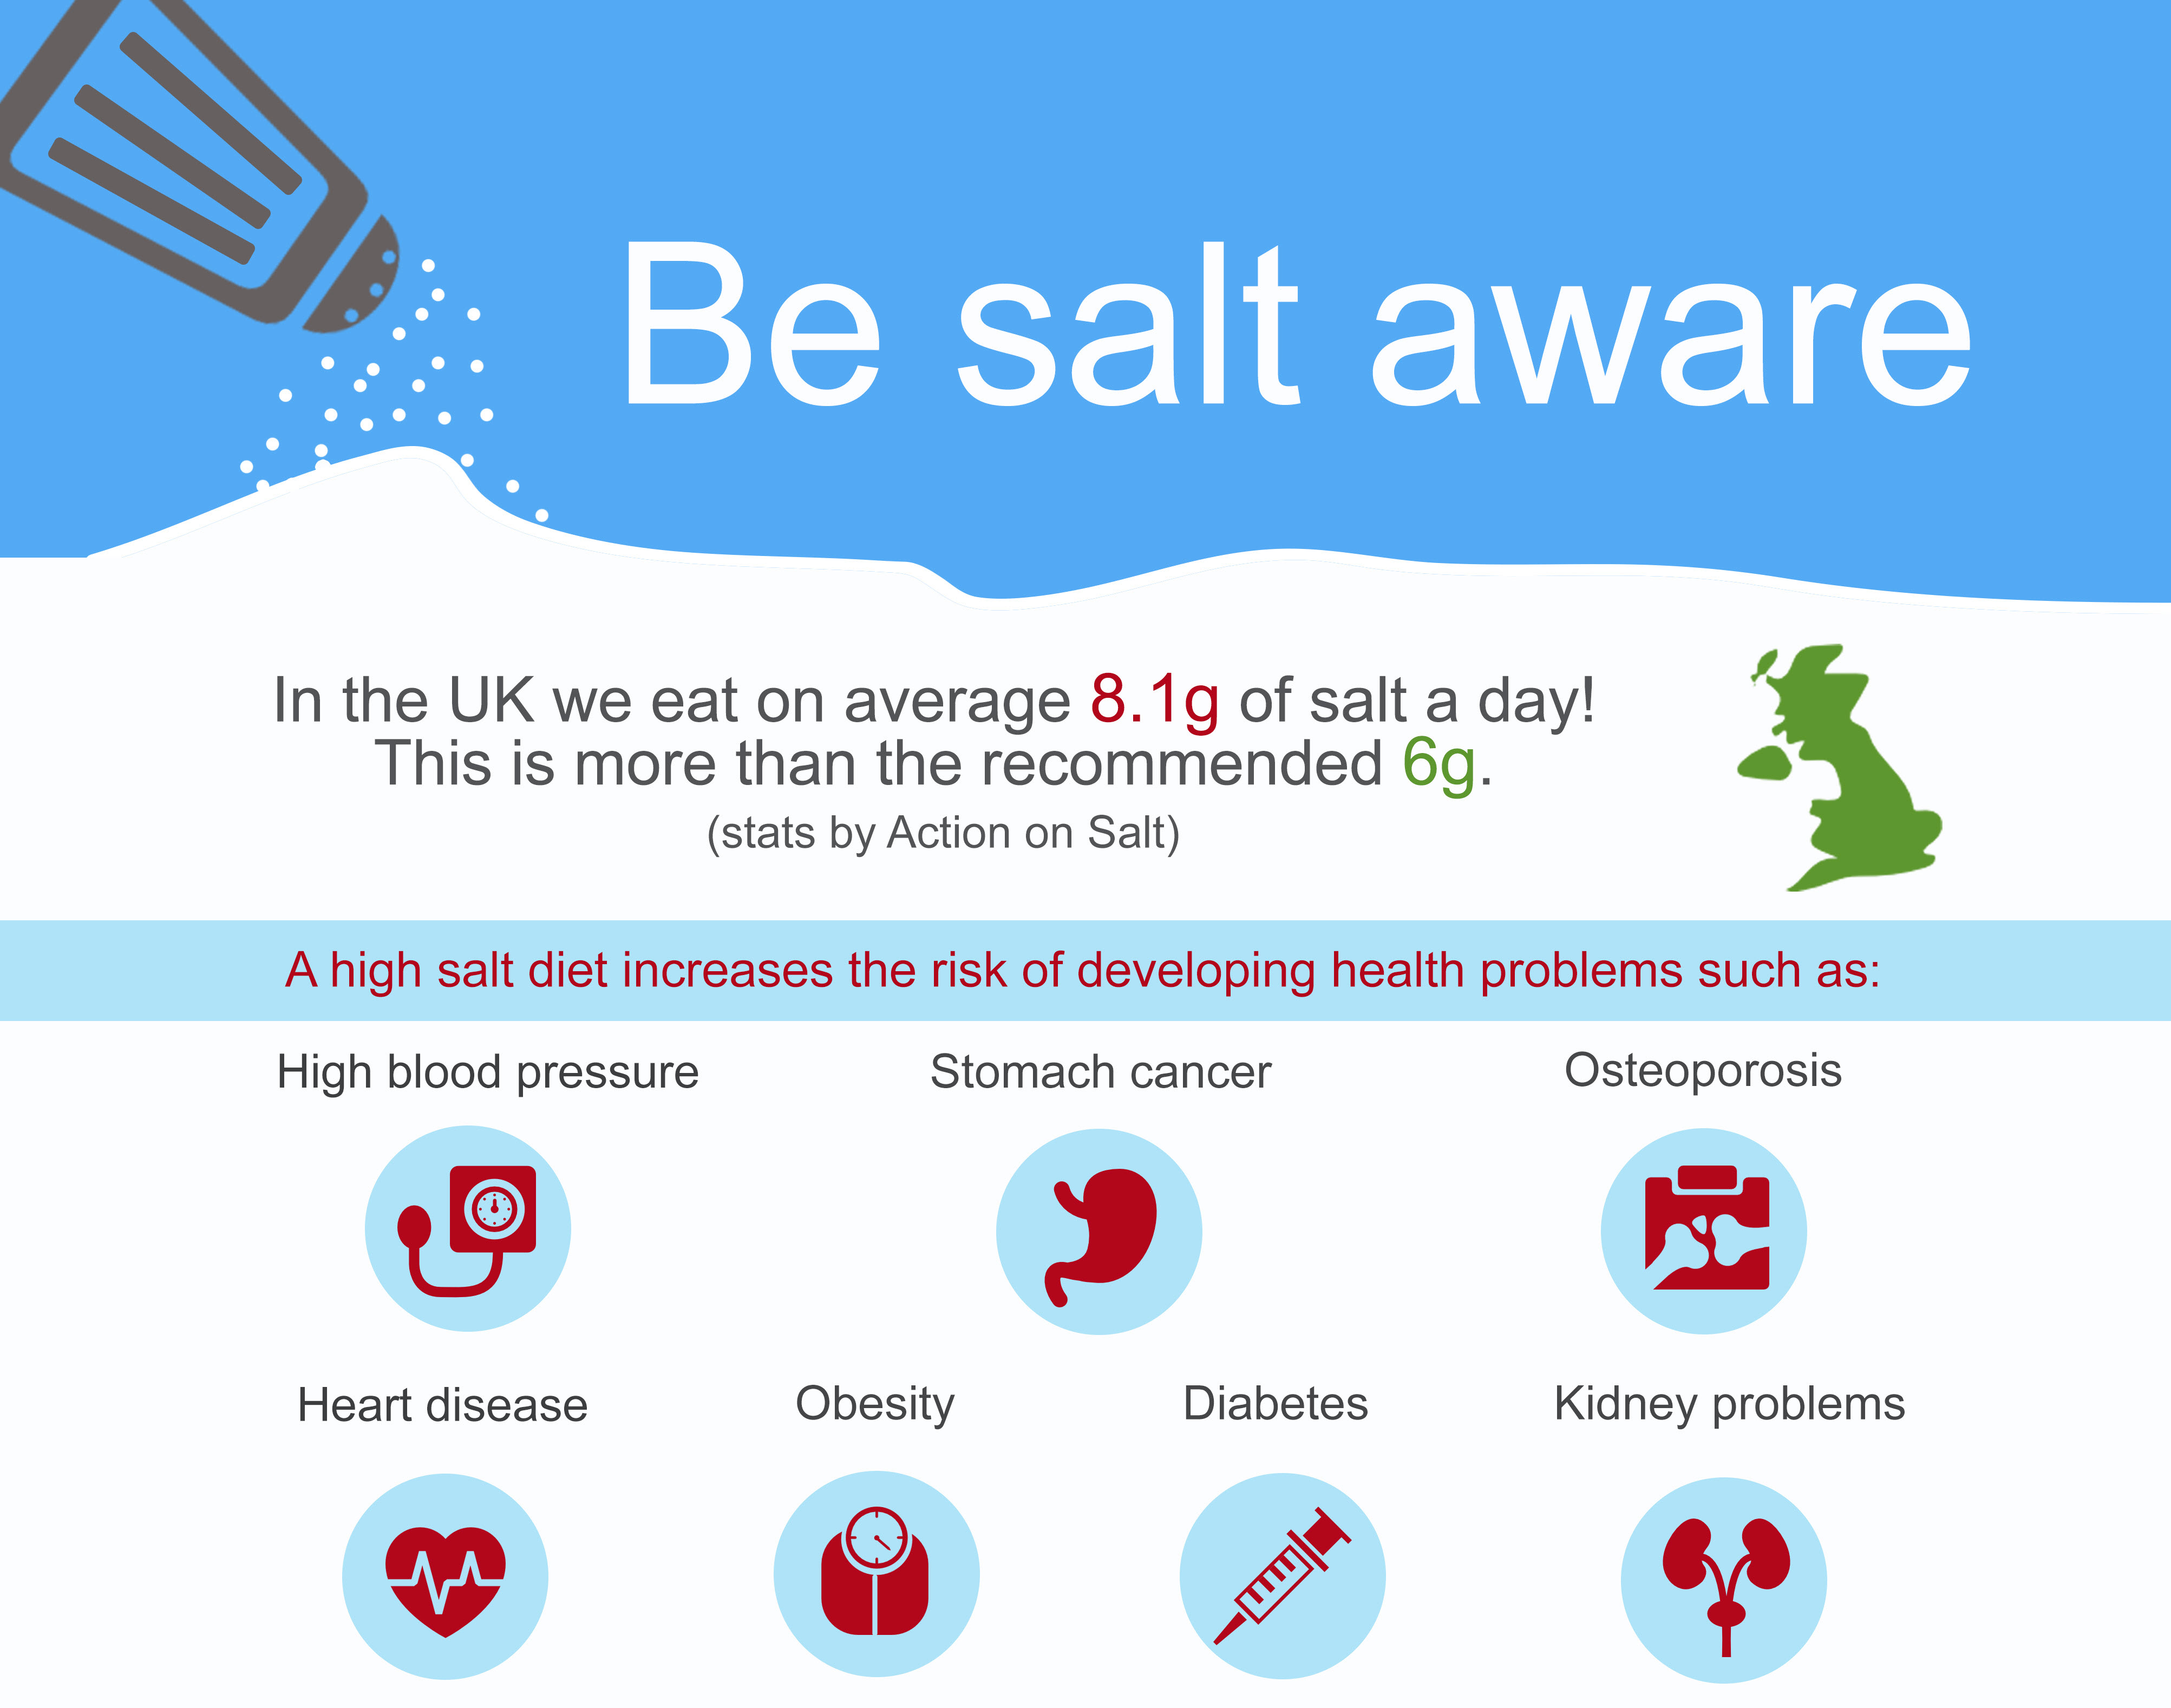 Be salt aware
In the UK we eat on average 8.1g of salt a day!
This is more than the recommended 6g.
(stats by Action on Salt)
A high salt diet increases the risk of developing health problems such as:
High blood pressure
Stomach cancer
Osteoporosis
Heart disease
Obesity
Diabetes
Kidney problems